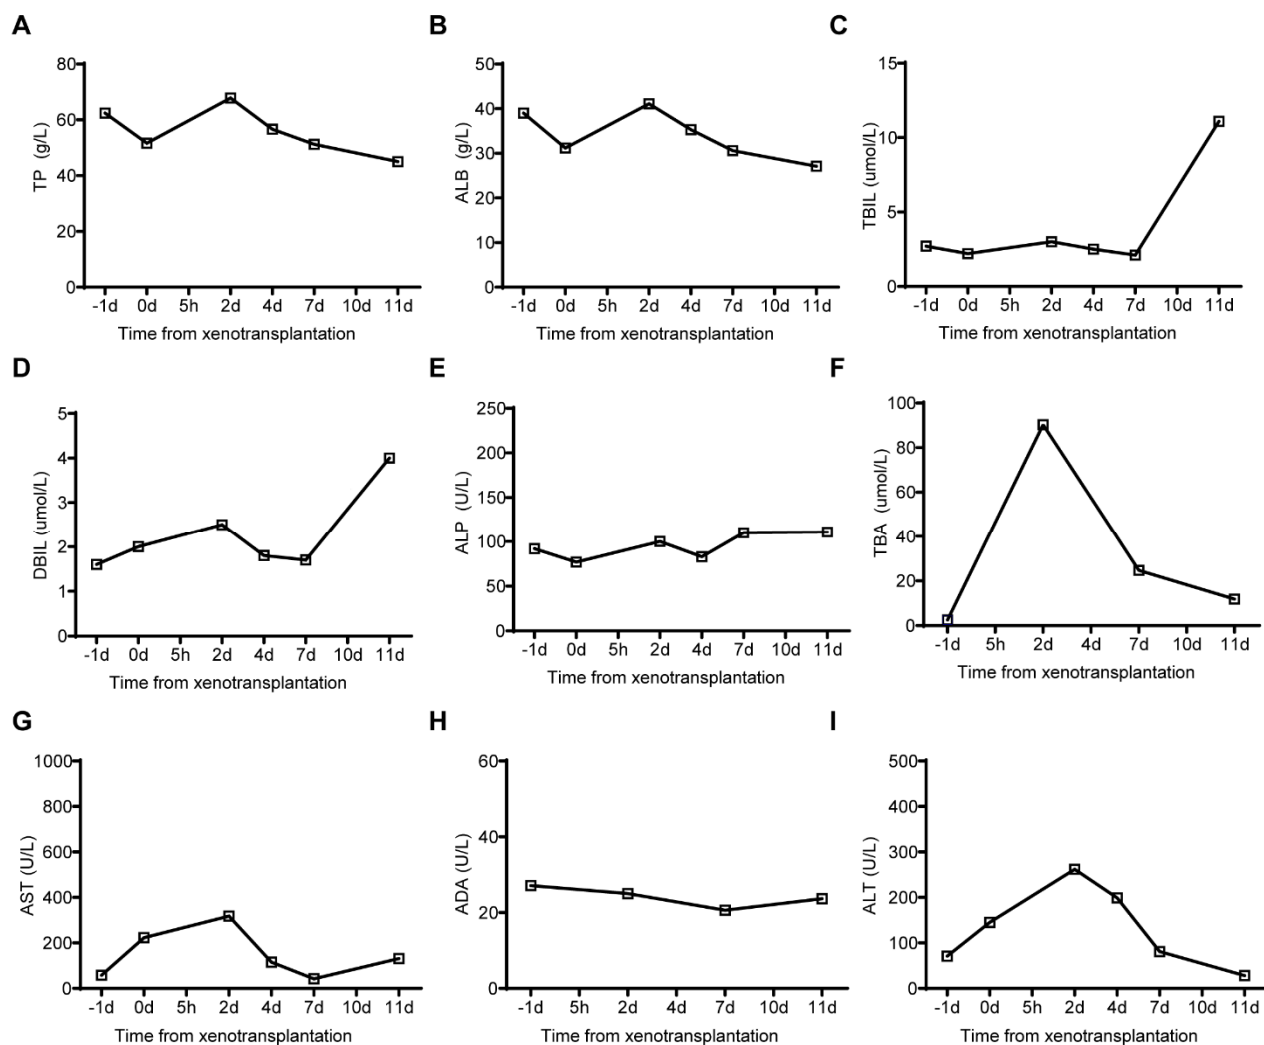 A
80
60
40
20
0
TP (g/L)
-1d 0d 5h 2d 4d 7d 10d 11d
Time from xenotransplantation
B
50
40
30
20
10
0
ALB (g/L)
-1d 0d 5h 2d 4d 7d 10d 11d
Time from xenotransplantation
C
15
10
5
0
TBIL (umol/L)
-1d 0d 5h 2d 4d 7d 10d 11d
Time from xenotransplantation
D
5
4
3
2
1
0
DBIL (umol/L)
-1d 0d 5h 2d 4d 7d 10d 11d
Time from xenotransplantation
E
250
200
150
100
50
0
ALP (U/L)
-1d 0d 5h 2d 4d 7d 10d 11d
Time from xenotransplantation
F
100
80
60
40
20
0
TBA (umol/L)
-1d 5h 2d 4d 7d 10d 11d
Time from xenotransplantation
G
1000
800
600
400
200
0
AST (U/L)
-1d 0d 5h 2d 4d 7d 10d 11d
Time from xenotransplantation
H
60
40
20
0
ADA (U/L)
-1d 5h 2d 4d 7d 10d 11d
Time from xenotransplantation
I
500
400
300
200
100
0
ALT (U/L)
-1d 0d 5h 2d 4d 7d 10d 11d
Time from xenotransplantation